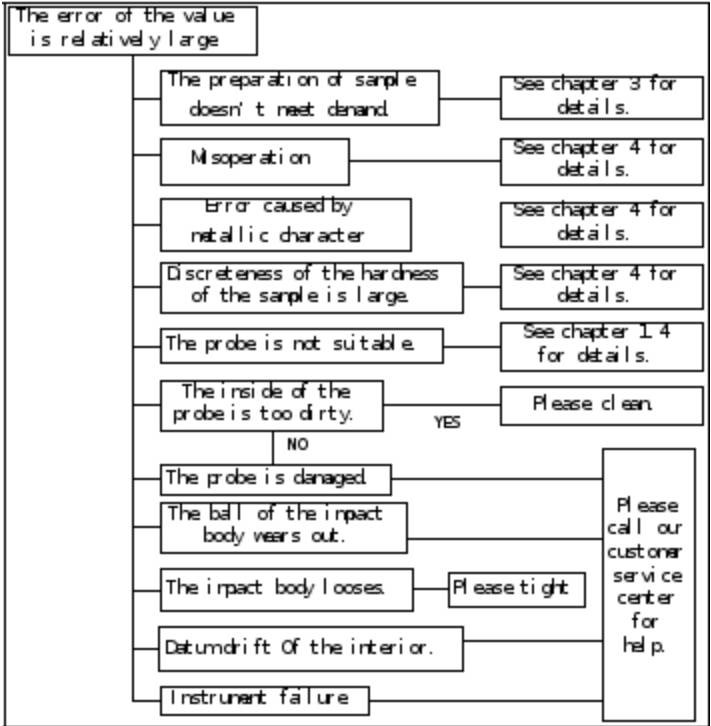 The error of the value
is relatively large
The preparation of sample
doesn't meet demand.
See chapter 3 for
details.
Misoperation
See chapter 4 for
details.
Error caused by
metallic character
See chapter 4 for
details.
Discreteness of the hardness
of the sample is large.
See chapter 4 for
details.
The probe is not suitable.
See chapter 1.4
for details.
The inside of the
probe is too dirty.
YES
Please clean.
NO
The probe is damaged.
The ball of the impact
body wears out.
The impact body looses.
Please tight
Datum drift Of the interior.
Instrument failure
Please
call our
customer
service
center
for
help.